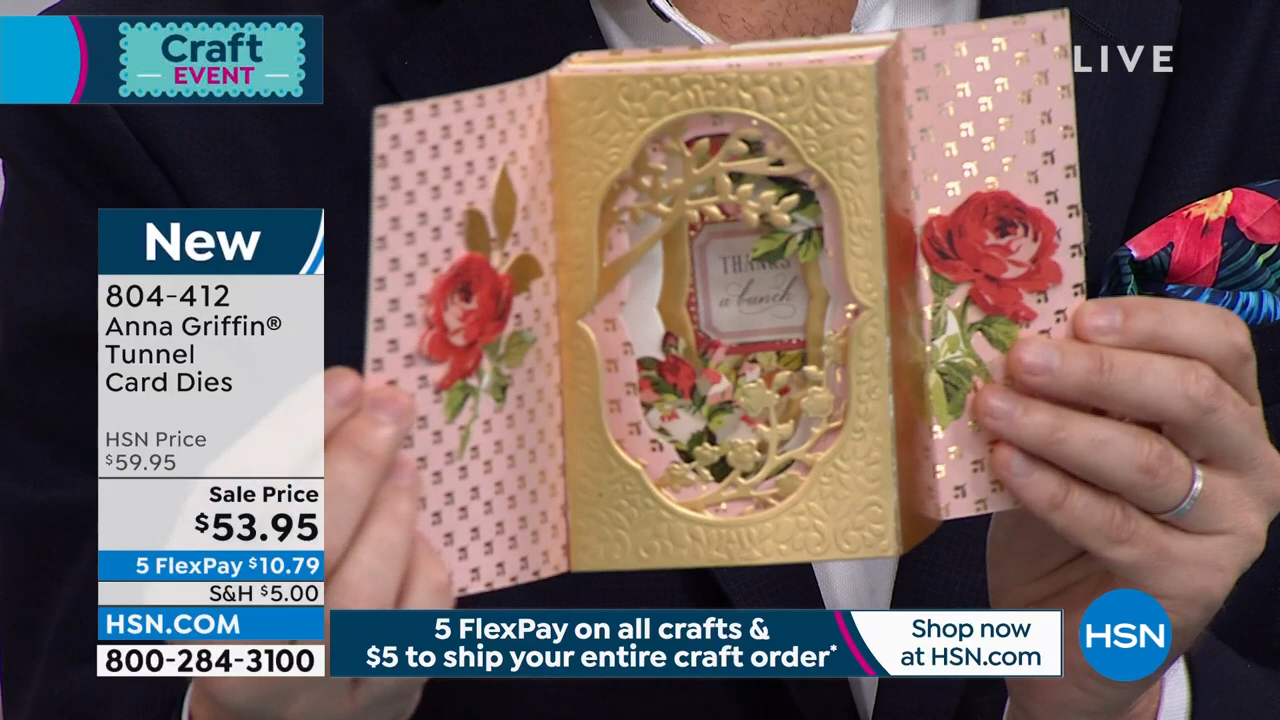 Craft
EVENT
LIVE
New
804-412
Anna Griffin®
Tunnel
Card Dies
HSN Price
$59.95
Sale Price
$53.95
5 FlexPay $10.79
S&H $5.00
HSN.COM
800-284-3100
THANKS
a bunch
5 FlexPay on all crafts &
$5 to ship your entire craft order*
Shop now
at HSN.com
HSN